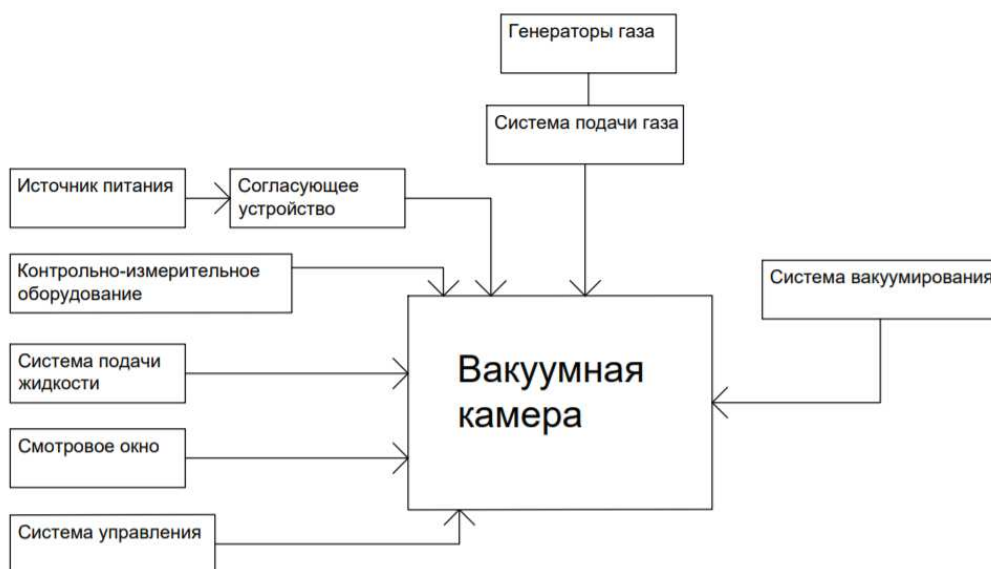 Генераторы газа
Система подачи газа
Источник питания
Согласующее
устройство
Контрольно-измерительное
оборудование
Система вакуумирования
Система подачи
жидкости
Вакуумная
камера
Смотровое окно
Система управления